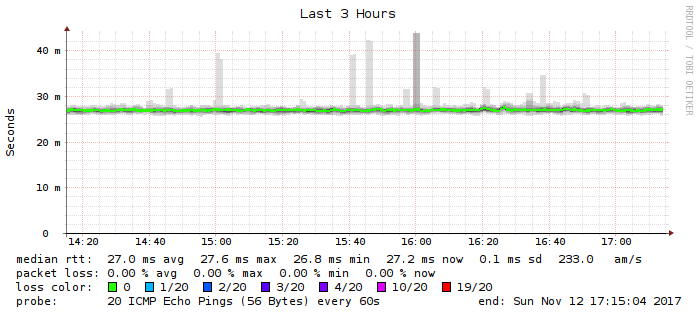 Last 3 Hours
RRDTOOL / TOBI OETIKER
Seconds
40 m
30 m
20 m
10 m
0
14:20 14:40 15:00 15:20 15:40 16:00 16:20 16:40 17:00
median rtt: 27.0 ms avg 27.6 ms max 26.8 ms min 27.2 ms now 0.1 ms sd 233.0 am/s
packet loss: 0.00 % avg 0.00 % max 0.00 % min 0.00 % now
loss color: 0 1/20 2/20 3/20 4/20 10/20 19/20
probe: 20 ICMP Echo Pings (56 Bytes) every 60s end: Sun Nov 12 17:15:04 2017